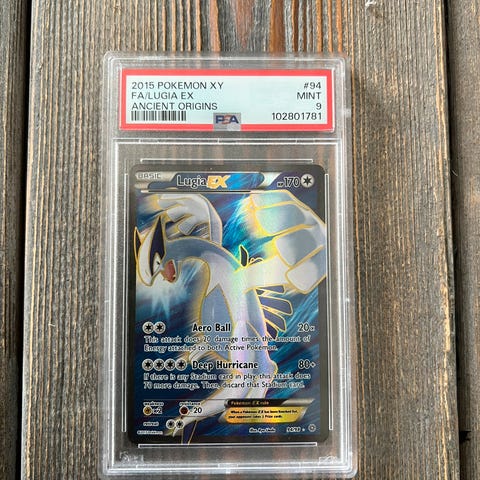 2015 POKEMON XY #94
FA/LUGIA EX MINT
ANCIENT ORIGINS 9
PSA 102801781
BASIC
Lugia EX HP170
Aero Ball 20×
This attack does 20 damage times the amount of
Energy attached to both Active Pokémon.
Deep Hurricane 80+
If there is any Stadium card in play, this attack does
70 more damage. Then, discard that Stadium card.
weakness resistance
×2 -20
Pokémon-EX rule
When a Pokémon-EX has been Knocked Out,
your opponent takes 2 Prize cards.
retreat
94/98